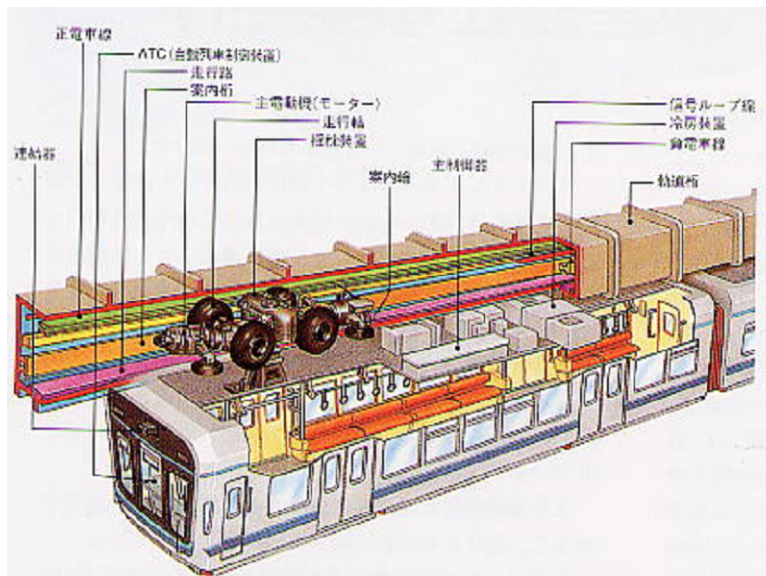 正電車線
ATC(自動列車制御装置)
走行路
案内桁
主電動機(モーター)
走行輪
揺枕装置
連結器
案内輪
主制御器
信号ループ線
冷房装置
負電車線
軌道桁